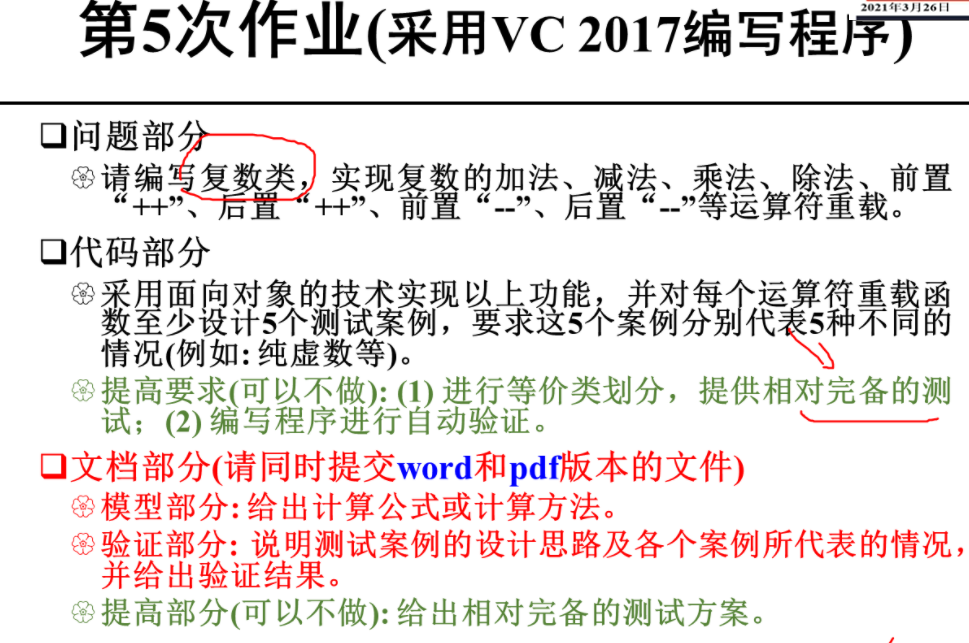 2021年3月26日
第5次作业(采用VC 2017编写程序)
问题部分
请编写复数类，实现复数的加法、减法、乘法、除法、前置
“++”、后置“++”、前置“--”、后置“--”等运算符重载。
代码部分
采用面向对象的技术实现以上功能，并对每个运算符重载函
数至少设计5个测试案例，要求这5个案例分别代表5种不同的
情况(例如: 纯虚数等)。
提高要求(可以不做): (1) 进行等价类划分，提供相对完备的测
试；(2) 编写程序进行自动验证。
文档部分(请同时提交word和pdf版本的文件)
模型部分: 给出计算公式或计算方法。
验证部分: 说明测试案例的设计思路及各个案例所代表的情况，
并给出验证结果。
提高部分(可以不做): 给出相对完备的测试方案。